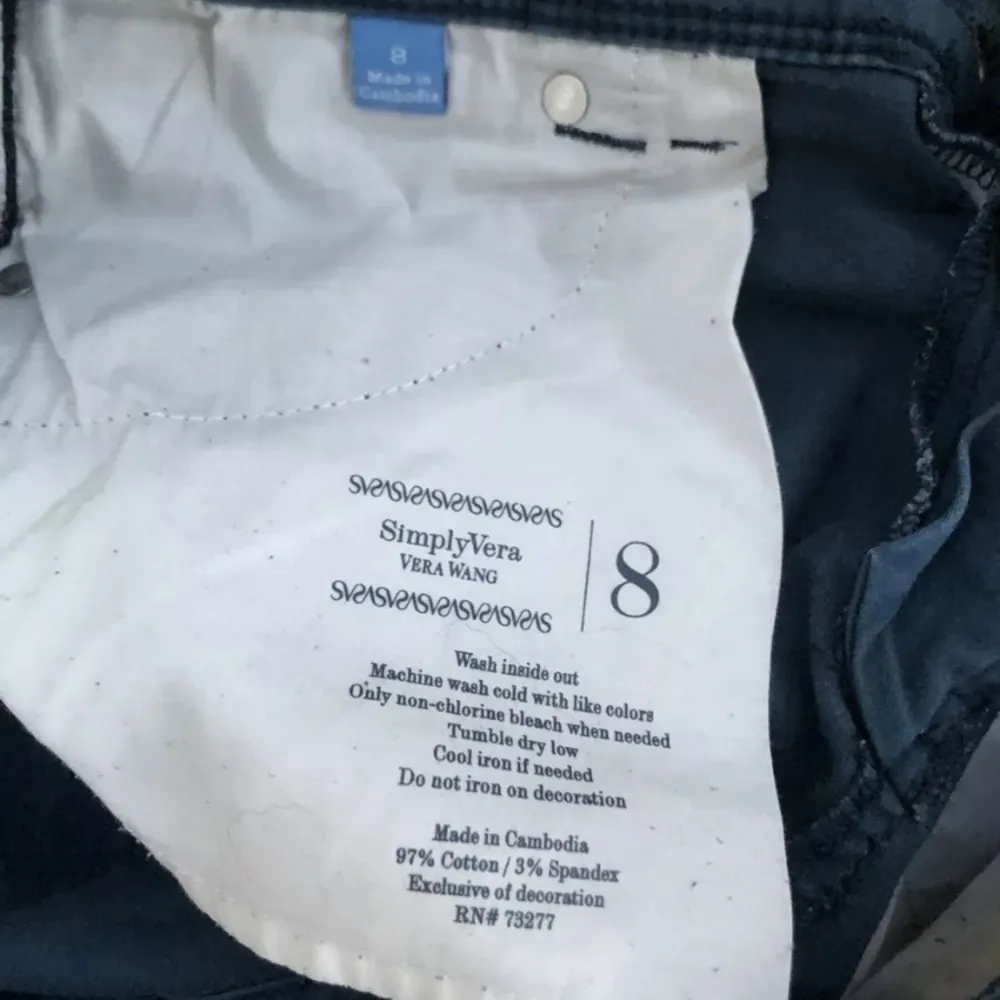 8
Made in
Cambodia
SVSVSVSVSVSVSVS
SimplyVera
VERA WANG
8
SVSVSVSVSVSVSVS
Wash inside out
Machine wash cold with like colors
Only non-chlorine bleach when needed
Tumble dry low
Cool iron if needed
Do not iron on decoration
Made in Cambodia
97% Cotton / 3% Spandex
Exclusive of decoration
RN# 73277